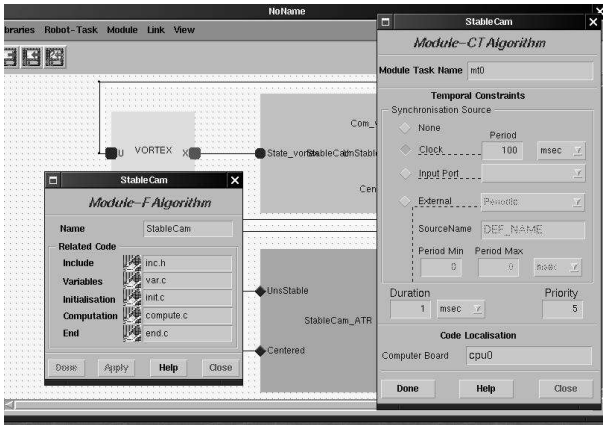 NoName
braries Robot-Task Module Link View
Com_v
U VORTEX X
State_vortex
Cen
UnsStable
StableCam_ATR
Centered
StableCam
Module-F Algorithm
Name StableCam
Related Code
Include inc.h
Variables var.c
Initialisation init.c
Computation compute.c
End end.c
Done Apply Help Close
StableCam
Module-CT Algorithm
Module Task Name mt0
Temporal Constraints
Synchronisation Source
None
Period
Clock 100 msec
Input Port
External Periodic
SourceName DEF_NAME
Period Min Period Max
0 0 msec
Duration Priority
1 msec 5
Code Localisation
Computer Board cpu0
Done Help Close